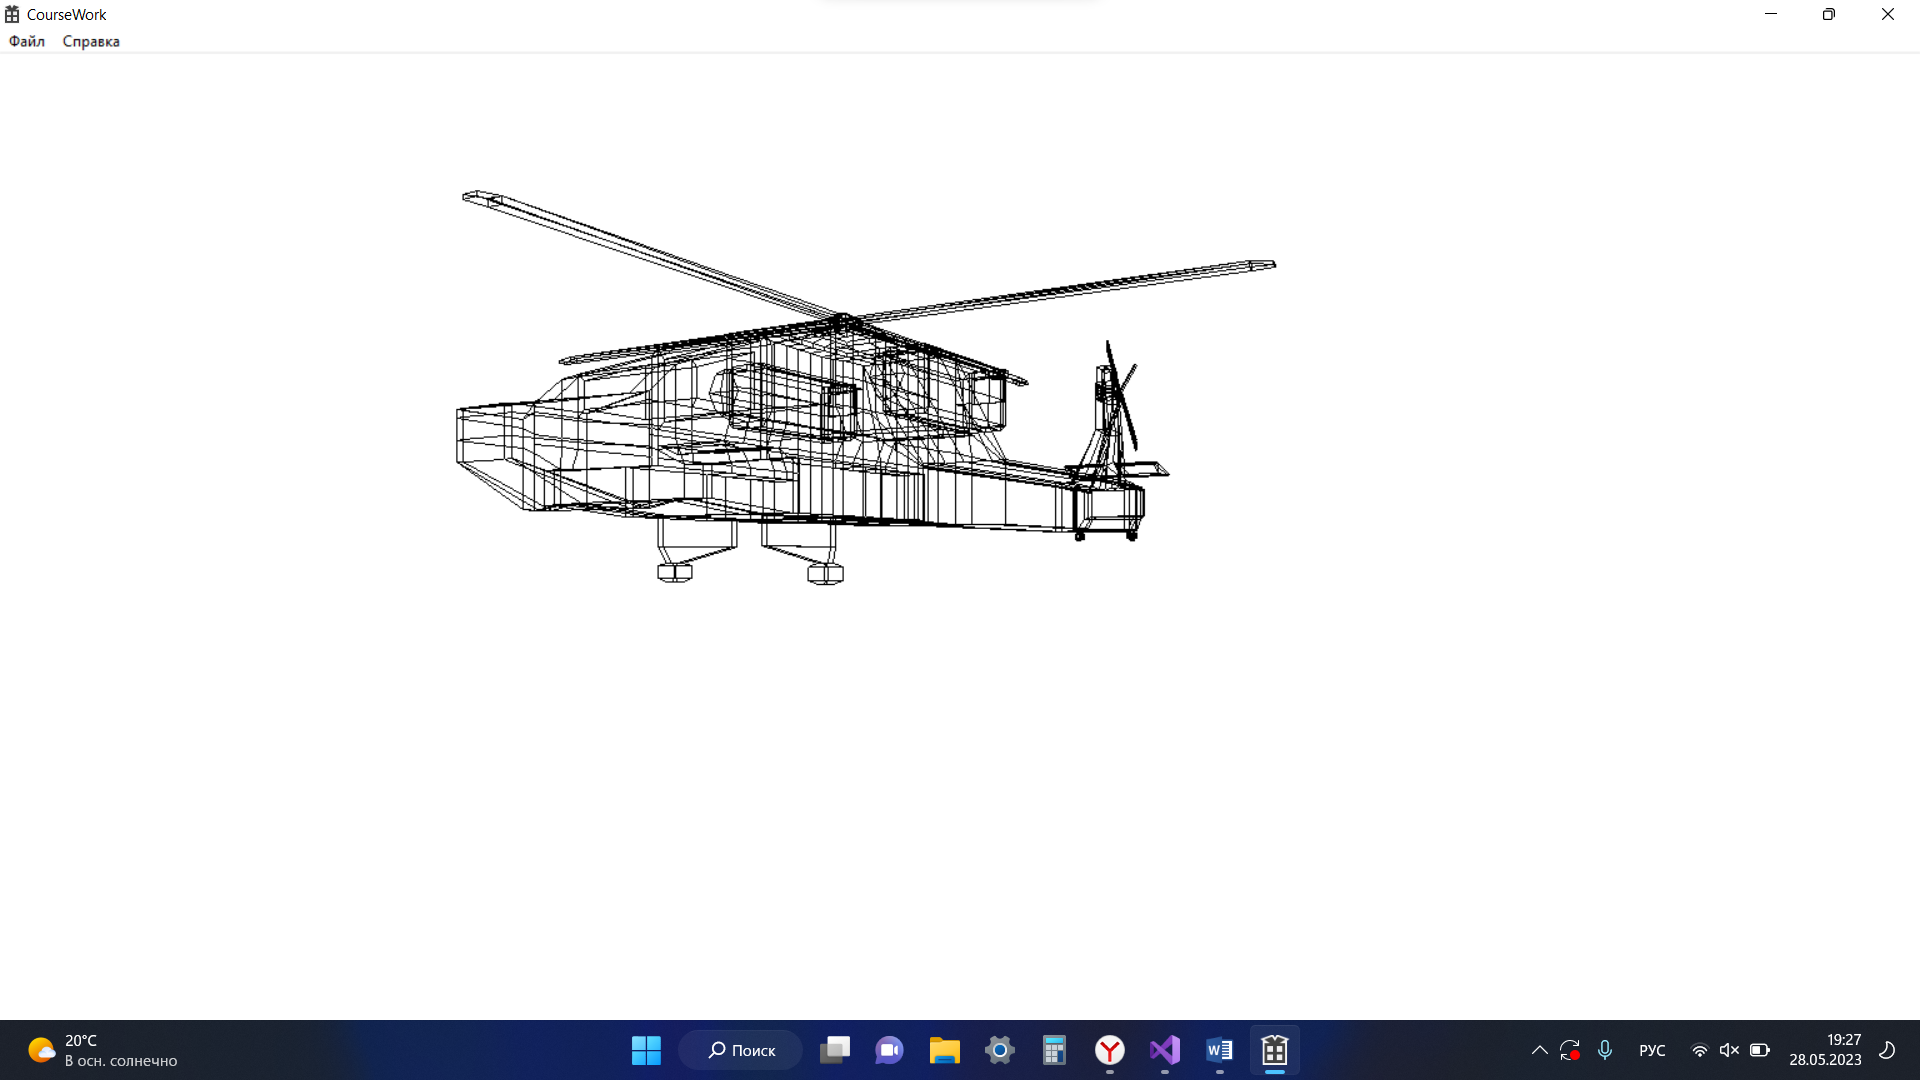 CourseWork
Файл Справка
20°C
В осн. солнечно
Поиск
РУС
19:27
28.05.2023